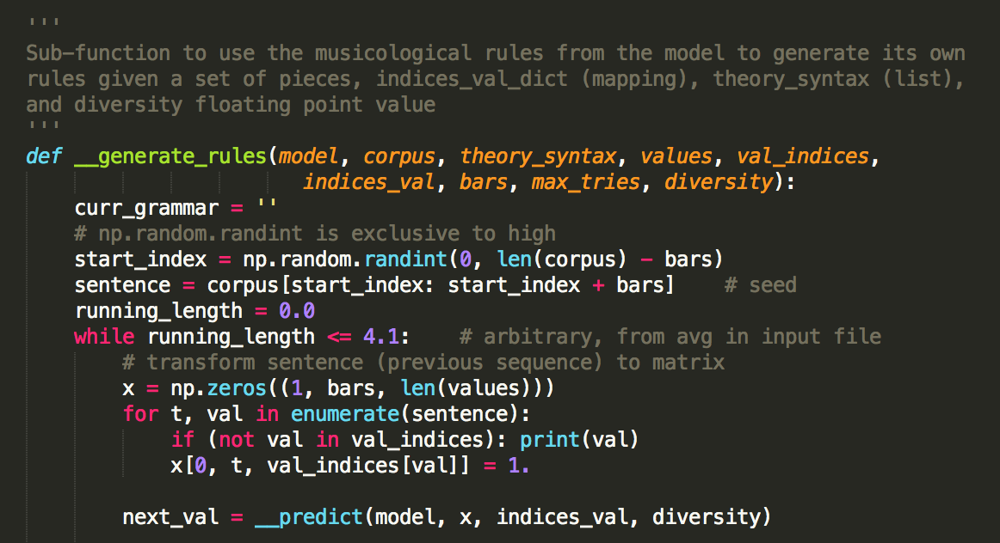 '''
Sub-function to use the musicological rules from the model to generate its own
rules given a set of pieces, indices_val_dict (mapping), theory_syntax (list),
and diversity floating point value
'''
def __generate_rules(model, corpus, theory_syntax, values, val_indices,
                       indices_val, bars, max_tries, diversity):
    curr_grammar = ''
    # np.random.randint is exclusive to high
    start_index = np.random.randint(0, len(corpus) - bars)
    sentence = corpus[start_index: start_index + bars]    # seed
    running_length = 0.0
    while running_length <= 4.1:    # arbitrary, from avg in input file
        # transform sentence (previous sequence) to matrix
        x = np.zeros((1, bars, len(values)))
        for t, val in enumerate(sentence):
            if (not val in val_indices): print(val)
            x[0, t, val_indices[val]] = 1.

        next_val = __predict(model, x, indices_val, diversity)